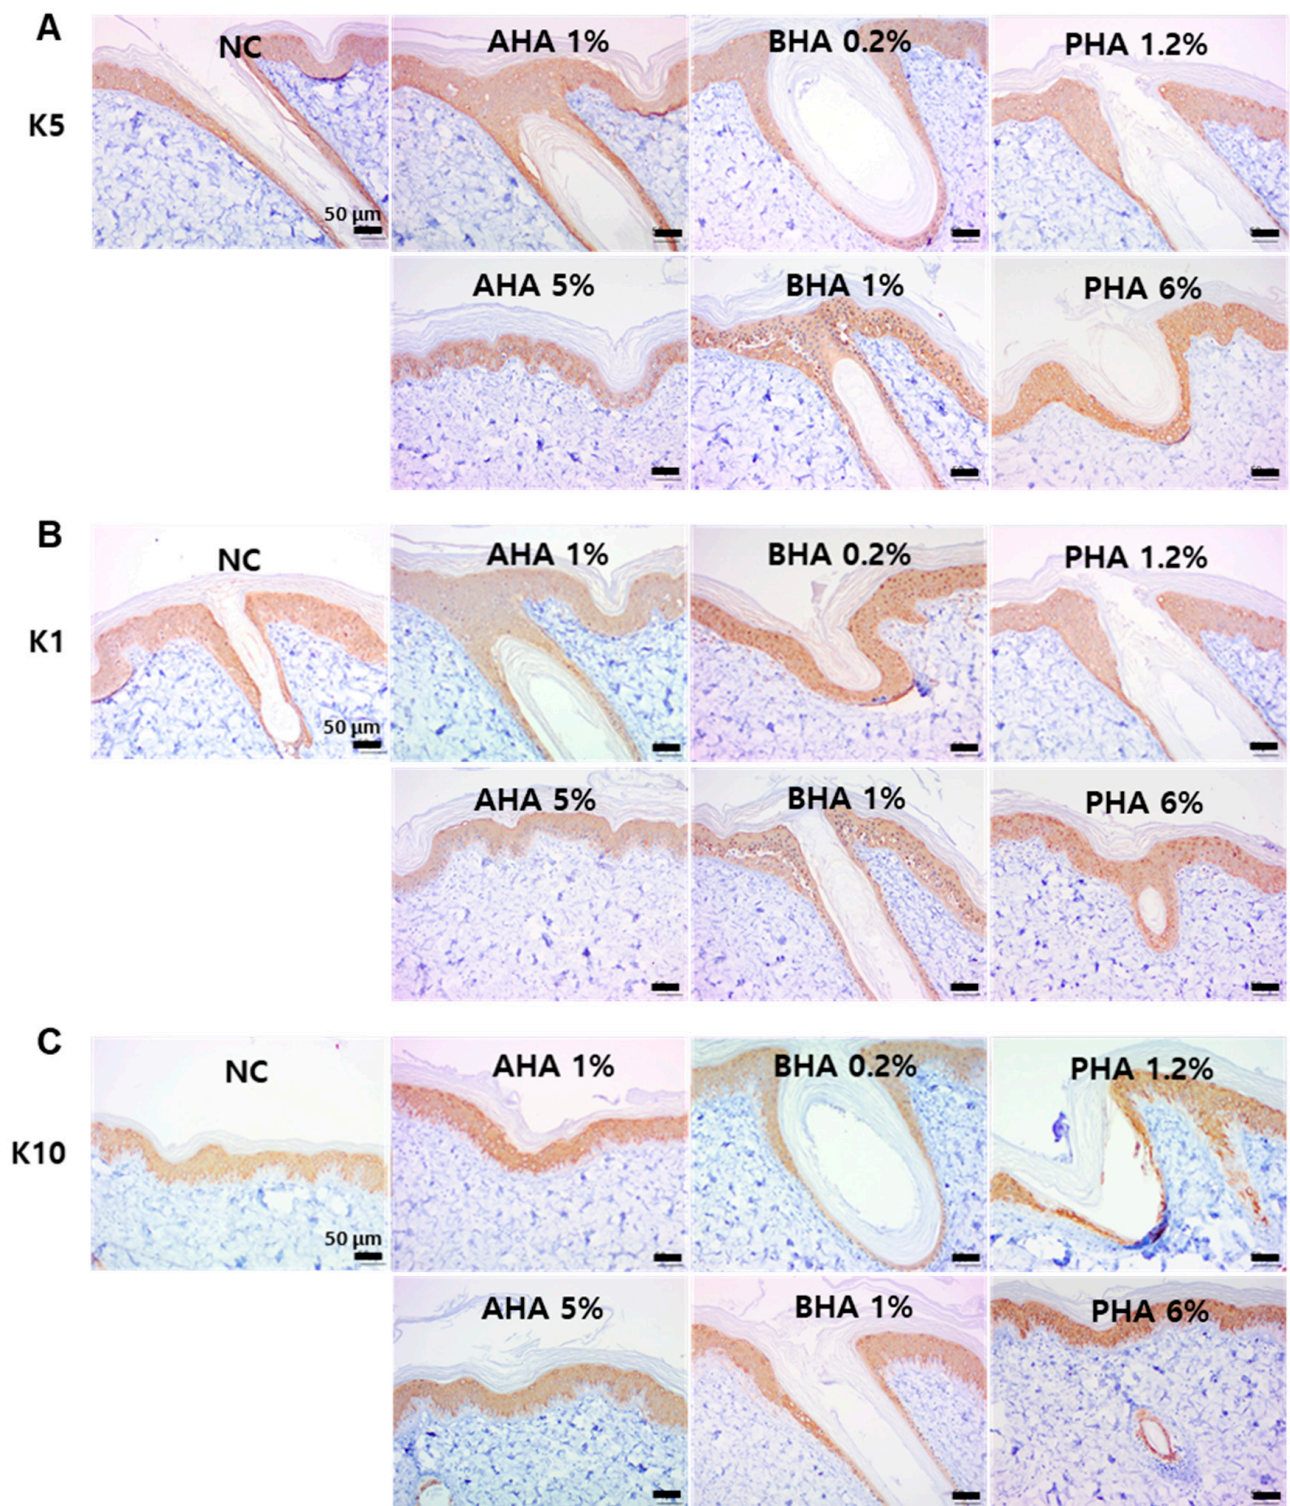 A
NC
AHA 1%
BHA 0.2%
PHA 1.2%
K5
50 µm
AHA 5%
BHA 1%
PHA 6%
B
NC
AHA 1%
BHA 0.2%
PHA 1.2%
K1
50 µm
AHA 5%
BHA 1%
PHA 6%
C
NC
AHA 1%
BHA 0.2%
PHA 1.2%
K10
50 µm
AHA 5%
BHA 1%
PHA 6%